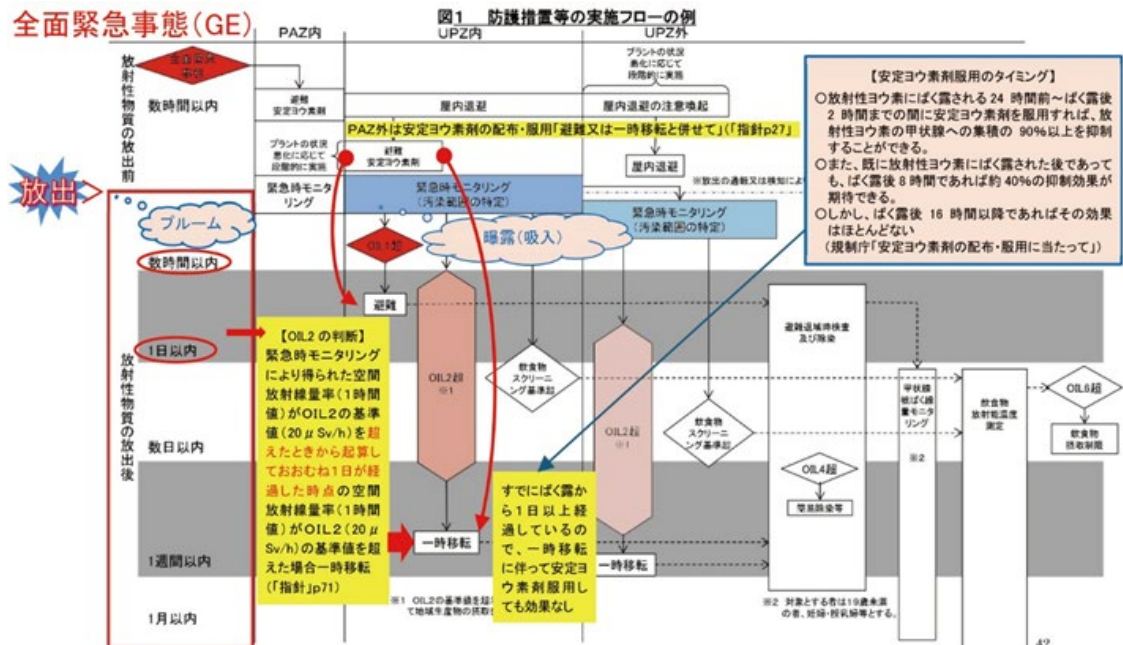 全面緊急事態(GE)
図1 防護措置等の実施フローの例
PAZ内
UPZ内
UPZ外
放射性物質の放出前
数時間以内
避難
安定ヨウ素剤
屋内退避
プラントの状況
悪化に応じて
段階的に実施
屋内退避の注意喚起
PAZ外は安定ヨウ素剤の配布・服用「避難又は一時移転と併せて」(「指針p27」
プラントの状況
悪化に応じて
段階的に実施
避難
安定ヨウ素剤
屋内退避
放出
緊急時モニタ
リング
緊急時モニタリング
(汚染範囲の特定)
※放出の通報又は検知によ
緊急時モニタリング
(汚染範囲の特定)
プルーム
曝露(吸入)
OIL1超
【安定ヨウ素剤服用のタイミング】
○放射性ヨウ素にばく露される24 時間前～ばく露後
2 時間までの間に安定ヨウ素剤を服用すれば、放
射性ヨウ素の甲状腺への集積の 90%以上を抑制
することができる。
○また、既に放射性ヨウ素にばく露された後であって
も、ばく露後8時間であれば約 40%の抑制効果が
期待できる。
○しかし、ばく露後 16 時間以降であればその効果
はほとんどない
(規制庁「安定ヨウ素剤の配布・服用に当たって」)
放射性物質の放出後
数時間以内
1日以内
数日以内
1週間以内
1月以内
避難
【OIL2 の判断】
緊急時モニタリング
により得られた空間
放射線量率(1時間
値)がOIL2の基準
値(20μSv/h)を超
えたときから起算し
ておおむね1日が経
過した時点の空間
放射線量率(1時間
値)がOIL2(20μ
Sv/h)の基準値を超
えた場合一時移転
(「指針」p71)
OIL2超
※1
飲食物
スクリーニ
ング基準超
OIL2超
※1
飲食物
スクリーニ
ング基準超
一時移転
すでにばく露か
ら1日以上経
過しているの
で、一時移転
に伴って安定ヨ
ウ素剤服用し
ても効果なし
一時移転
避難退域時検査
及び除染
OIL4超
簡易除染等
甲状腺
被ばく線
量モニタ
リング
※2
飲食物
放射能濃度
測定
OIL6超
飲食物
摂取制限
※1 OIL2の基準値を超
て地域生産物の摂取
※2 対象とする者は19歳未満
の者、妊婦・授乳婦等とする。